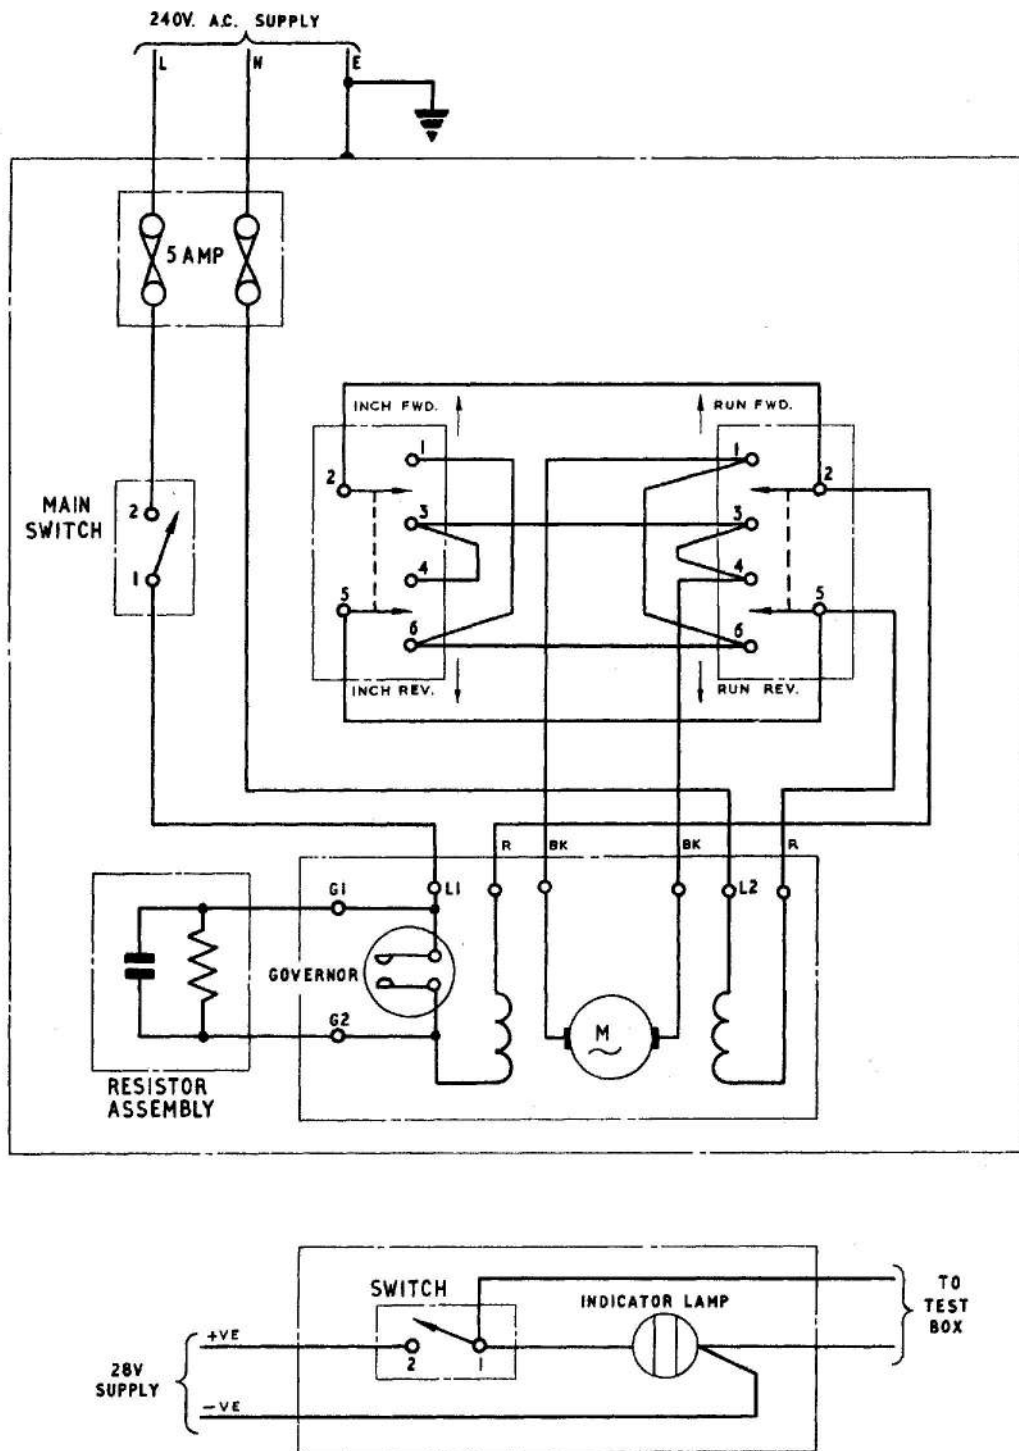 240V. A.C. SUPPLY
L N E
5 AMP
INCH FWD. RUN FWD.
1 1
2 2
MAIN
SWITCH
2
3 3
4 4
1
5 5
6 6
INCH REV. RUN REV.
R BK BK R
G1 L1 L2
GOVERNOR
M
G2
RESISTOR
ASSEMBLY
SWITCH
INDICATOR LAMP
TO
TEST
BOX
+VE
2 1
28V
SUPPLY
-VE